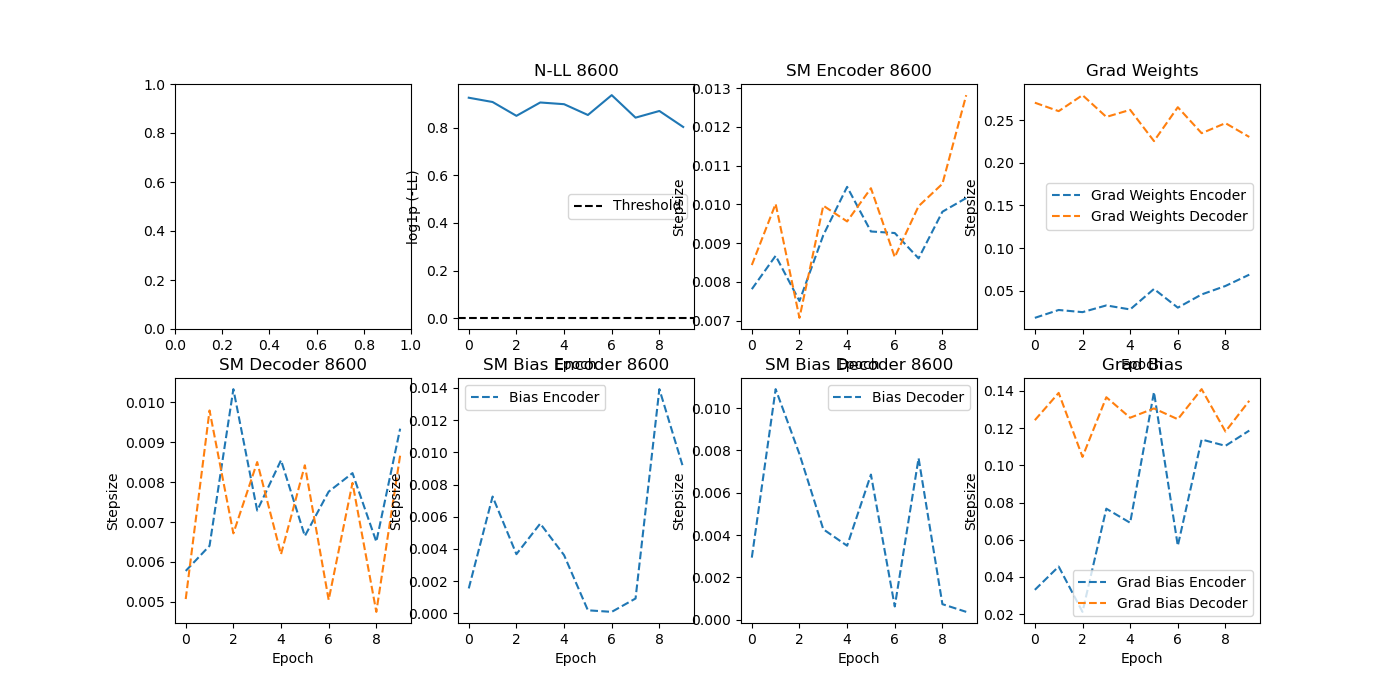 N-LL 8600
SM Encoder 8600
Grad Weights
1.0
0.8
0.6
0.4
0.2
0.0
0.0 0.2 0.4 0.6 0.8 1.0
log1p (-LL)
0.8
0.6
0.4
0.2
0.0
Threshold
0 2 4 6 8
Epoch
Stepsize
0.013
0.012
0.011
0.010
0.009
0.008
0.007
0 2 4 6 8
Epoch
Stepsize
0.25
0.20
0.15
0.10
0.05
Grad Weights Encoder
Grad Weights Decoder
0 2 4 6 8
Epoch
SM Decoder 8600
SM Bias Encoder 8600
SM Bias Decoder 8600
Grad Bias
Stepsize
0.010
0.009
0.008
0.007
0.006
0.005
0 2 4 6 8
Epoch
Stepsize
0.014
0.012
0.010
0.008
0.006
0.004
0.002
0.000
Bias Encoder
0 2 4 6 8
Epoch
Stepsize
0.010
0.008
0.006
0.004
0.002
0.000
Bias Decoder
0 2 4 6 8
Epoch
Stepsize
0.14
0.12
0.10
0.08
0.06
0.04
0.02
Grad Bias Encoder
Grad Bias Decoder
0 2 4 6 8
Epoch